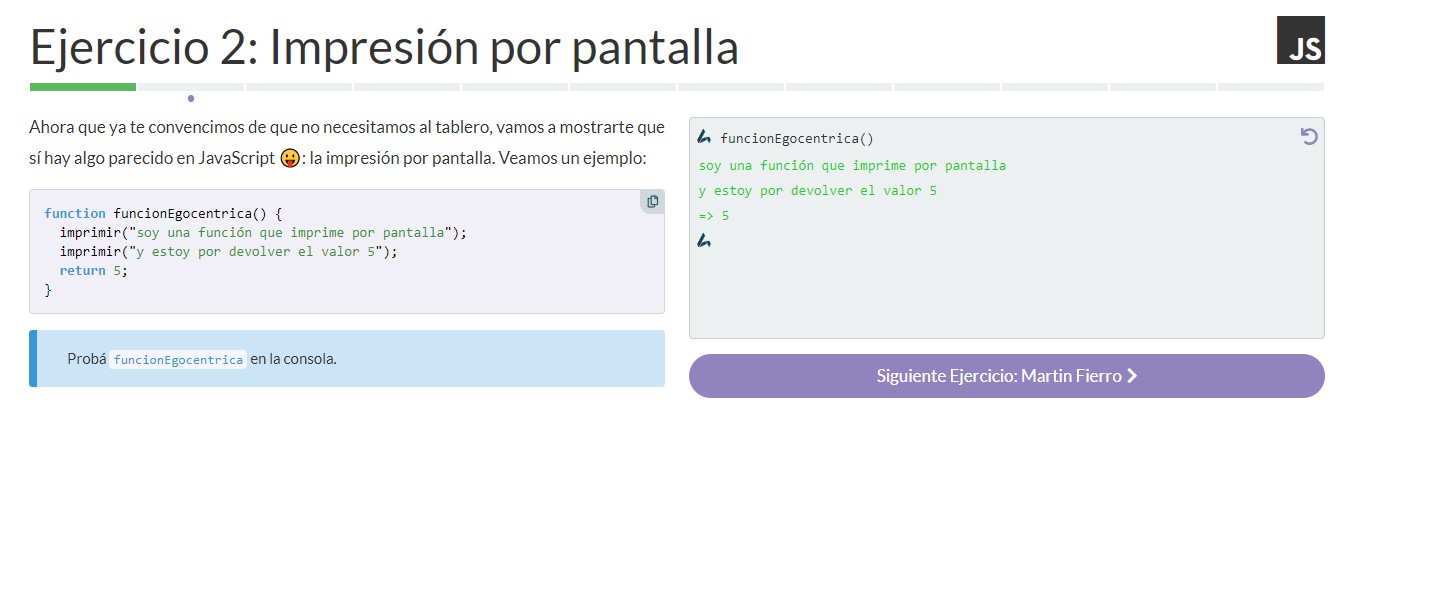 Ejercicio 2: Impresión por pantalla
JS
Ahora que ya te convencimos de que no necesitamos al tablero, vamos a mostrarte que
sí hay algo parecido en JavaScript 😛: la impresión por pantalla. Veamos un ejemplo:
function funcionEgocentrica() {
  imprimir("soy una función que imprime por pantalla");
  imprimir("y estoy por devolver el valor 5");
  return 5;
}
Probá funcionEgocentrica en la consola.
funcionEgocentrica()
soy una función que imprime por pantalla
y estoy por devolver el valor 5
=> 5
Siguiente Ejercicio: Martin Fierro